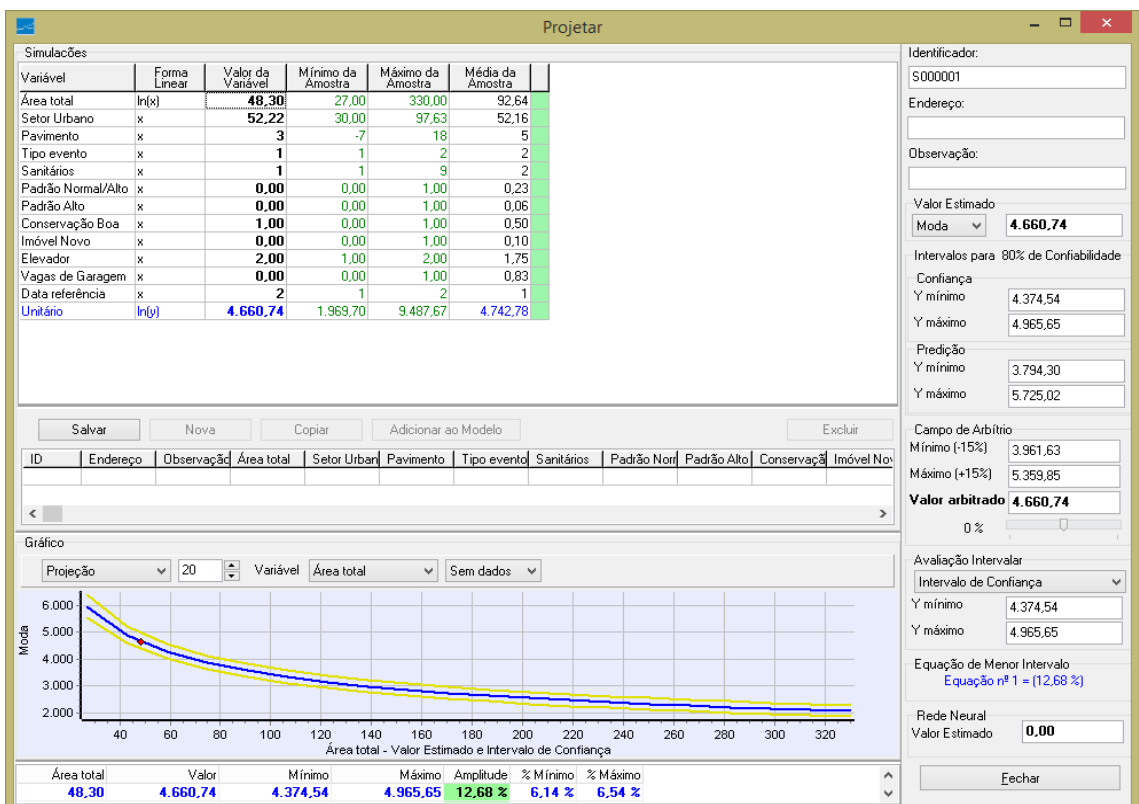 Projetar
Simulacões
Variável Forma Linear Valor da Variável Mínimo da Amostra Máximo da Amostra Média da Amostra
Área total ln(x) 48,30 27,00 330,00 92,64
Setor Urbano x 52,22 30,00 97,63 52,16
Pavimento x 3 -7 18 5
Tipo evento x 1 1 2 2
Sanitários x 1 1 9 2
Padrão Normal/Alto x 0,00 0,00 1,00 0,23
Padrão Alto x 0,00 0,00 1,00 0,06
Conservação Boa x 1,00 0,00 1,00 0,50
Imóvel Novo x 0,00 0,00 1,00 0,10
Elevador x 2,00 1,00 2,00 1,75
Vagas de Garagem x 0,00 0,00 1,00 0,83
Data referência x 2 1 2 1
Unitário ln(y) 4.660,74 1.969,70 9.487,67 4.742,78
Salvar Nova Copiar Adicionar ao Modelo Excluir
ID Endereço Observação Área total Setor Urban Pavimento Tipo evento Sanitários Padrão Norr Padrão Alto Conservaçã Imóvel No
Gráfico
Projeção 20 Variável Área total Sem dados
Moda
6.000
5.000
4.000
3.000
2.000
40 60 80 100 120 140 160 180 200 220 240 260 280 300 320
Área total - Valor Estimado e Intervalo de Confiança
Área total Valor Mínimo Máximo Amplitude % Mínimo % Máximo
48,30 4.660,74 4.374,54 4.965,65 12,68 % 6,14 % 6,54 %
Identificador:
S000001
Endereço:
Observação:
Valor Estimado
Moda 4.660,74
Intervalos para 80% de Confiabilidade
Confiança
Y mínimo 4.374,54
Y máximo 4.965,65
Predição
Y mínimo 3.794,30
Y máximo 5.725,02
Campo de Arbítrio
Mínimo (-15%) 3.961,63
Máximo (+15%) 5.359,85
Valor arbitrado 4.660,74
0 %
Avaliação Intervalar
Intervalo de Confiança
Y mínimo 4.374,54
Y máximo 4.965,65
Equação de Menor Intervalo
Equação nº 1 = (12,68 %)
Rede Neural
Valor Estimado 0,00
Fechar